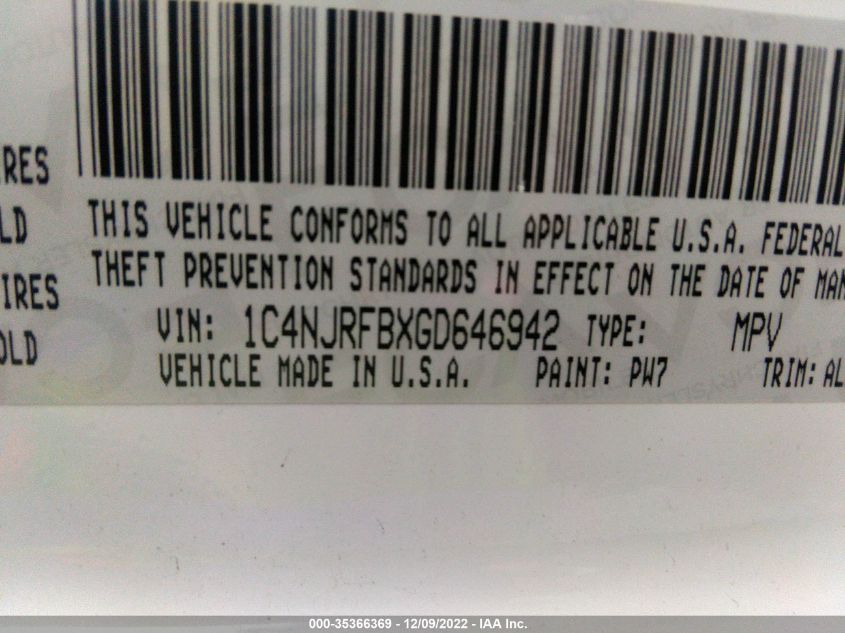 RES
LD
IRES
OLD
THIS VEHICLE CONFORMS TO ALL APPLICABLE U.S.A. FEDERAL
THEFT PREVENTION STANDARDS IN EFFECT ON THE DATE OF MAN
VIN: 1C4NJRFBXGD646942 TYPE: MPV
VEHICLE MADE IN U.S.A. PAINT: PW7 TRIM: AL
000-35366369 - 12/09/2022 - IAA Inc.